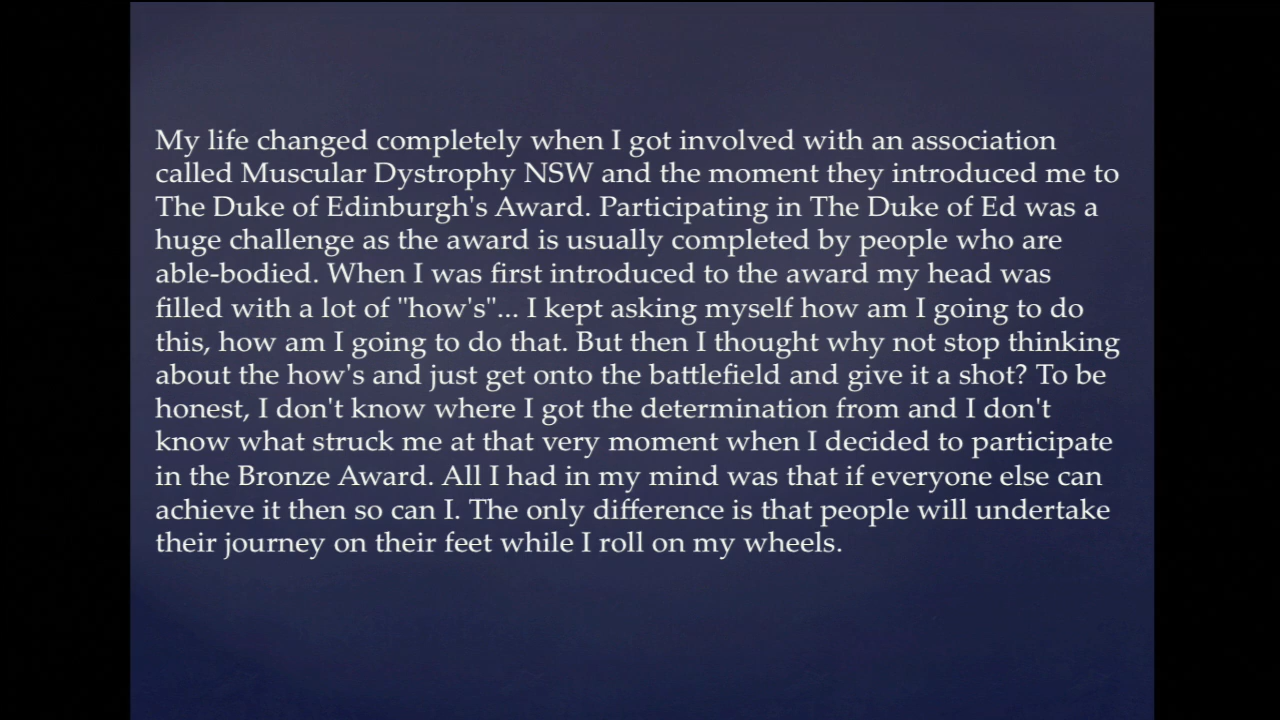 My life changed completely when I got involved with an association
called Muscular Dystrophy NSW and the moment they introduced me to
The Duke of Edinburgh's Award. Participating in The Duke of Ed was a
huge challenge as the award is usually completed by people who are
able-bodied. When I was first introduced to the award my head was
filled with a lot of "how's"... I kept asking myself how am I going to do
this, how am I going to do that. But then I thought why not stop thinking
about the how's and just get onto the battlefield and give it a shot? To be
honest, I don't know where I got the determination from and I don't
know what struck me at that very moment when I decided to participate
in the Bronze Award. All I had in my mind was that if everyone else can
achieve it then so can I. The only difference is that people will undertake
their journey on their feet while I roll on my wheels.